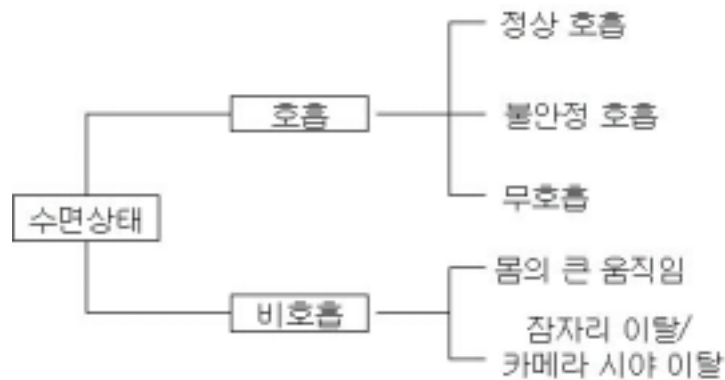 정상 호흡
호흡
불안정 호흡
무호흡
수면상태
몸의 큰 움직임
비호흡
잠자리 이탈/
카메라 시야 이탈